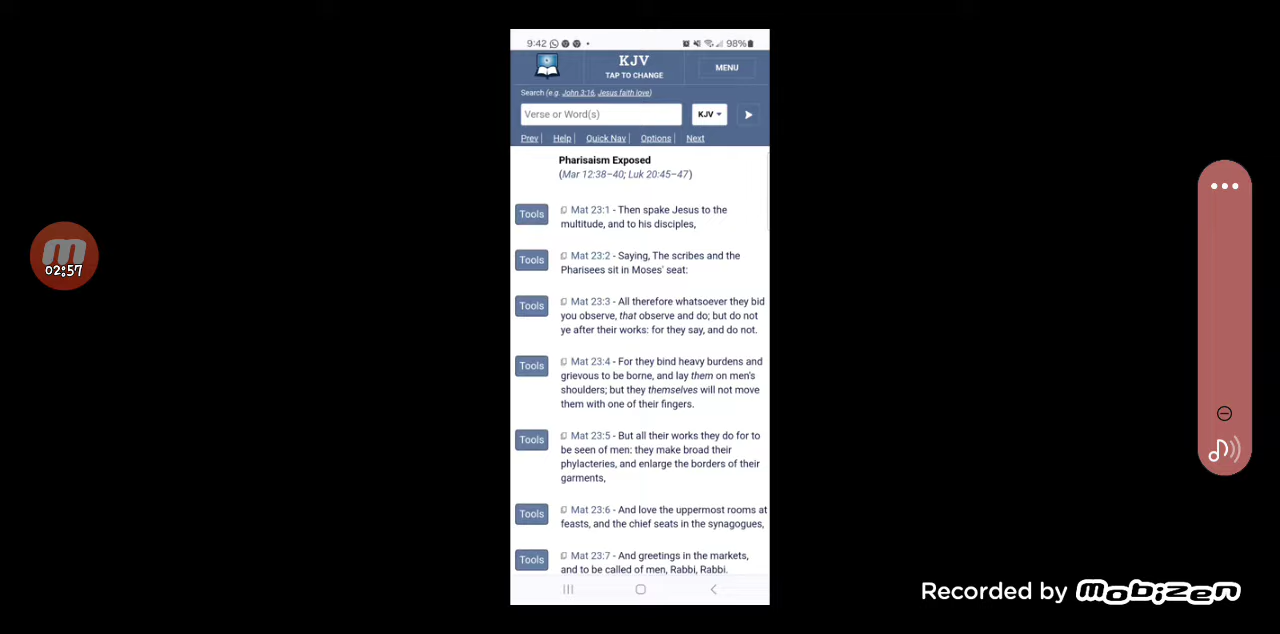 9:42
98%
KJV
TAP TO CHANGE
MENU
Search (e.g. John 3:16, Jesus faith love)
Verse or Word(s)
KJV
Prev | Help | Quick Nav | Options | Next
Pharisaism Exposed
(Mar 12:38–40; Luk 20:45–47)
Tools
Mat 23:1 - Then spake Jesus to the
multitude, and to his disciples,
Tools
Mat 23:2 - Saying, The scribes and the
Pharisees sit in Moses' seat:
Tools
Mat 23:3 - All therefore whatsoever they bid
you observe, that observe and do; but do not
ye after their works: for they say, and do not.
Tools
Mat 23:4 - For they bind heavy burdens and
grievous to be borne, and lay them on men's
shoulders; but they themselves will not move
them with one of their fingers.
Tools
Mat 23:5 - But all their works they do for to
be seen of men: they make broad their
phylacteries, and enlarge the borders of their
garments,
Tools
Mat 23:6 - And love the uppermost rooms at
feasts, and the chief seats in the synagogues,
Tools
Mat 23:7 - And greetings in the markets,
and to be called of men, Rabbi, Rabbi.
m
02:57
Recorded by mobizen